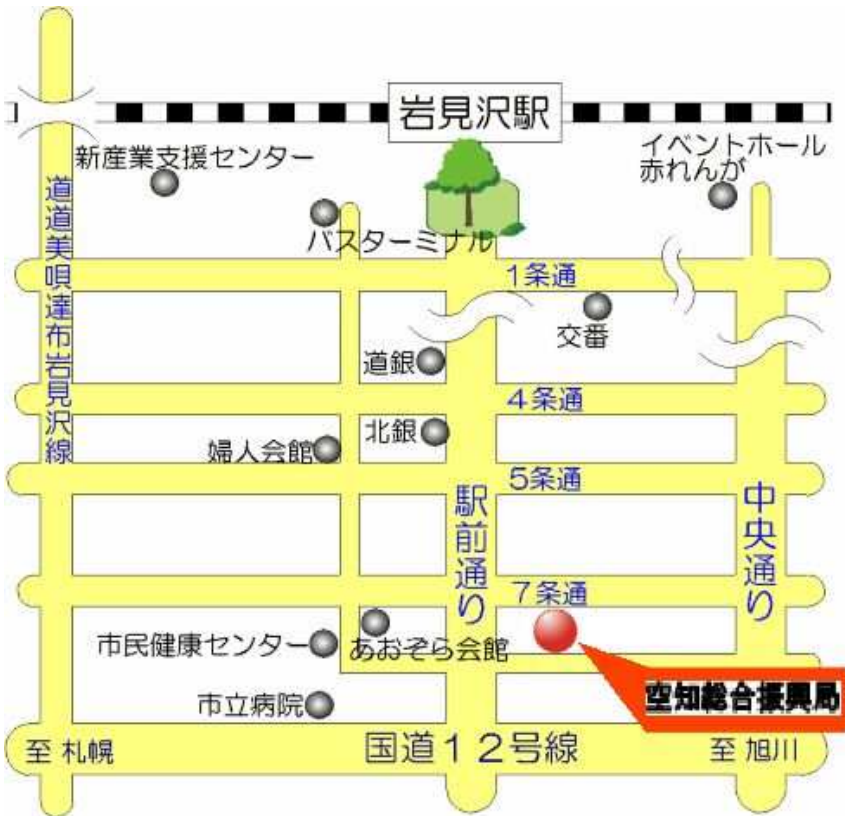 岩見沢駅
新産業支援センター
イベントホール
赤れんが
バスターミナル
道道美唄達布岩見沢線
1条通
交番
道銀
4条通
北銀
婦人会館
5条通
駅前通り
中央通り
7条通
市民健康センター
あおぞら会館
空知総合振興局
市立病院
至 札幌
国道12号線
至 旭川